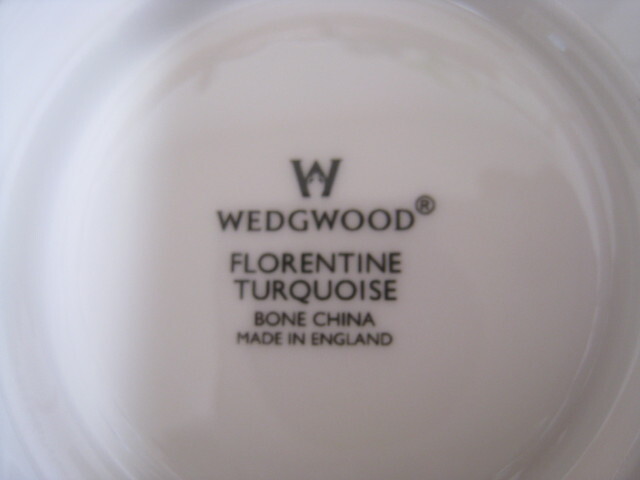 W
WEDGWOOD®
FLORENTINE
TURQUOISE
BONE CHINA
MADE IN ENGLAND